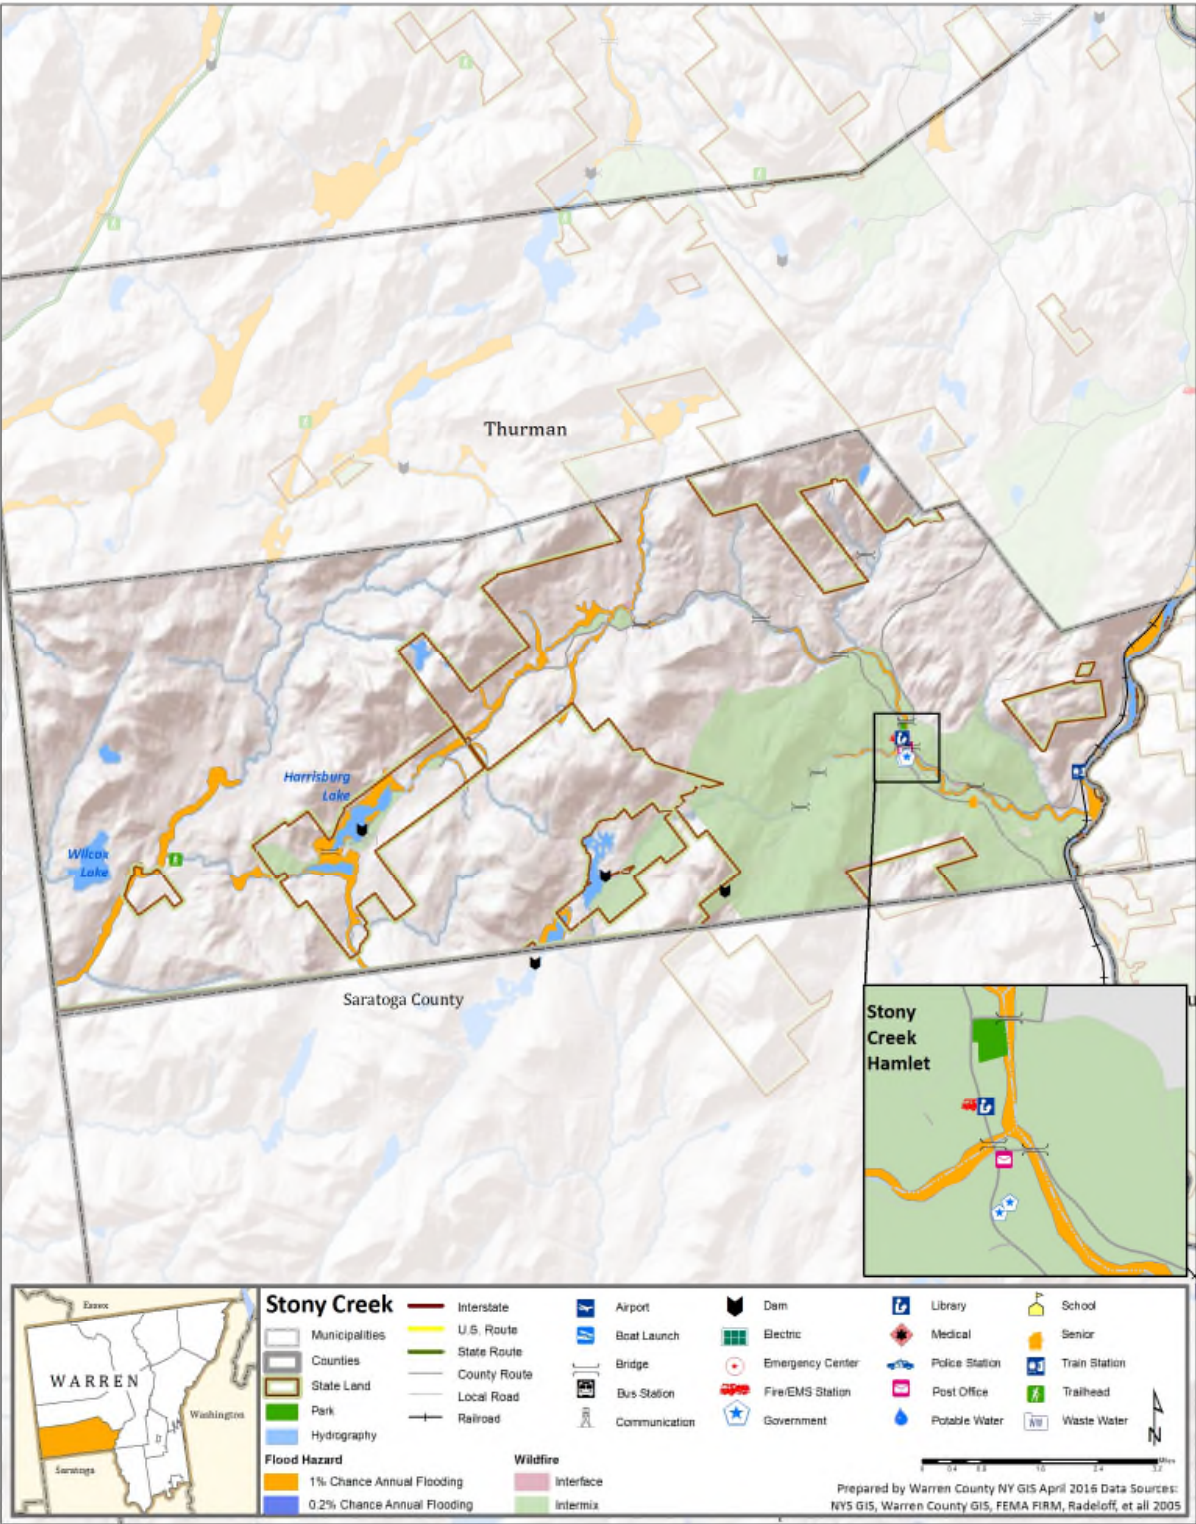 Thurman
Harrisburg
Lake
Wilcox
Lake
Saratoga County
Stony
Creek
Hamlet
Essex
WARREN
Washington
Saratoga
Stony Creek
Municipalities
Counties
State Land
Park
Hydrography
Flood Hazard
1% Chance Annual Flooding
0.2% Chance Annual Flooding
Interstate
U.S. Route
State Route
County Route
Local Road
Railroad
Wildfire
Interface
Intermix
Airport
Boat Launch
Bridge
Bus Station
Communication
Dam
Electric
Emergency Center
Fire/EMS Station
Government
Library
Medical
Police Station
Post Office
Potable Water
School
Senior
Train Station
Trailhead
Waste Water
N
Prepared by Warren County NY GIS April 2016 Data Sources:
NYS GIS, Warren County GIS, FEMA FIRM, Radeloff, et all 2005